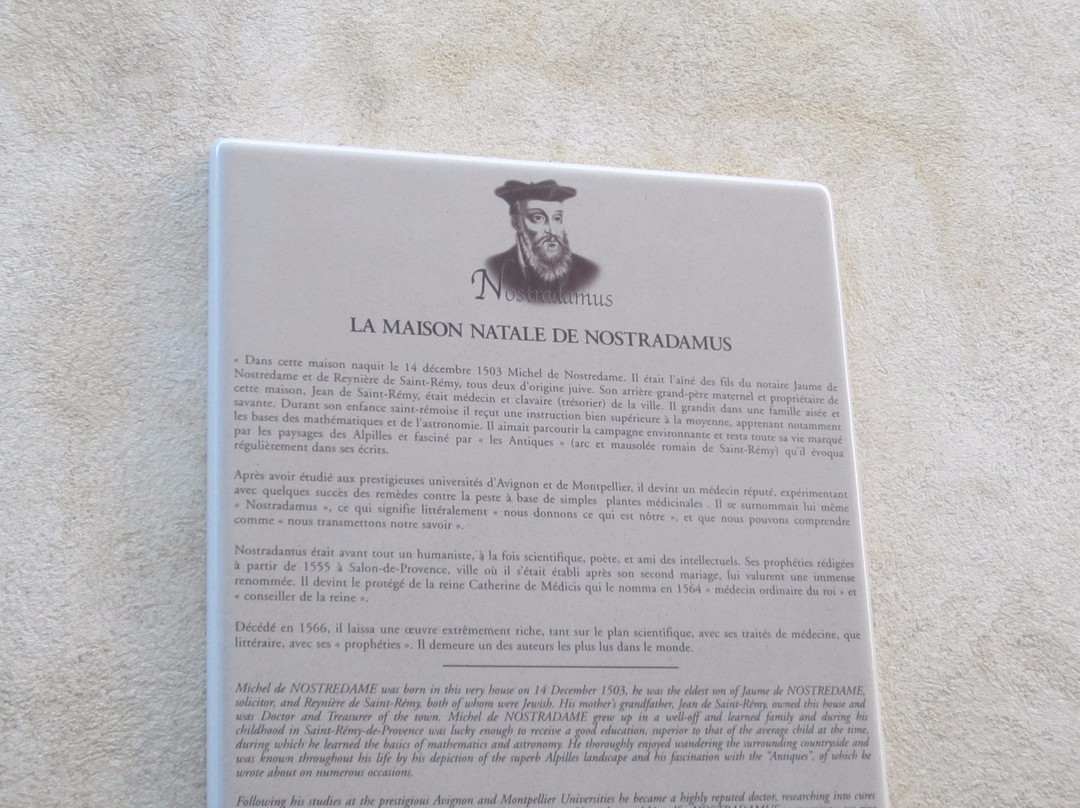 Nostradamus
LA MAISON NATALE DE NOSTRADAMUS
« Dans cette maison naquit le 14 décembre 1503 Michel de Nostredame. Il était l'aîné des fils du notaire Jaume de
Nostredame et de Reynière de Saint-Rémy, tous deux d'origine juive. Son arrière grand-père maternel et propriétaire de
cette maison, Jean de Saint-Rémy, était médecin et clavaire (trésorier) de la ville. Il grandit dans une famille aisée et
savante. Durant son enfance saint-rémoise il reçut une instruction bien supérieure à la moyenne, apprenant notamment
les bases des mathématiques et de l'astronomie. Il aimait parcourir la campagne environnante et resta toute sa vie marqué
par les paysages des Alpilles et fasciné par « les Antiques » (arc et mausolée romain de Saint-Rémy) qu'il évoqua
régulièrement dans ses écrits.
Après avoir étudié aux prestigieuses universités d'Avignon et de Montpellier, il devint un médecin réputé, expérimentant
avec quelques succès des remèdes contre la peste à base de simples plantes médicinales . Il se surnommait lui même
« Nostradamus », ce qui signifie littéralement « nous donnons ce qui est nôtre », et que nous pouvons comprendre
comme « nous transmettons notre savoir ».
Nostradamus était avant tout un humaniste, à la fois scientifique, poète, et ami des intellectuels. Ses prophéties rédigées
à partir de 1555 à Salon-de-Provence, ville où il s'était établi après son second mariage, lui valurent une immense
renommée. Il devint le protégé de la reine Catherine de Médicis qui le nomma en 1564 « médecin ordinaire du roi » et
« conseiller de la reine ».
Décédé en 1566, il laissa une œuvre extrêmement riche, tant sur le plan scientifique, avec ses traités de médecine, que
littéraire, avec ses « prophéties ». Il demeure un des auteurs les plus lus dans le monde.
Michel de NOSTREDAME was born in this very house on 14 December 1503, he was the eldest son of Jaume de NOSTREDAME,
solicitor, and Reynière de Saint-Rémy, both of whom were Jewish. His mother's grandfather, Jean de Saint-Rémy, owned this house and
was Doctor and Treasurer of the town. Michel de NOSTRADAME grew up in a well-off and learned family and during his
childhood in Saint-Rémy-de-Provence was lucky enough to receive a good education, superior to that of the average child at the time,
during which he learned the basics of mathematics and astronomy. He thoroughly enjoyed wandering the surrounding countryside and
was known throughout his life by his depiction of the superb Alpilles landscape and his fascination with the "Antiques", of which he
wrote about on numerous occasions.
Following his studies at the prestigious Avignon and Montpellier Universities he became a highly reputed doctor, researching into cures